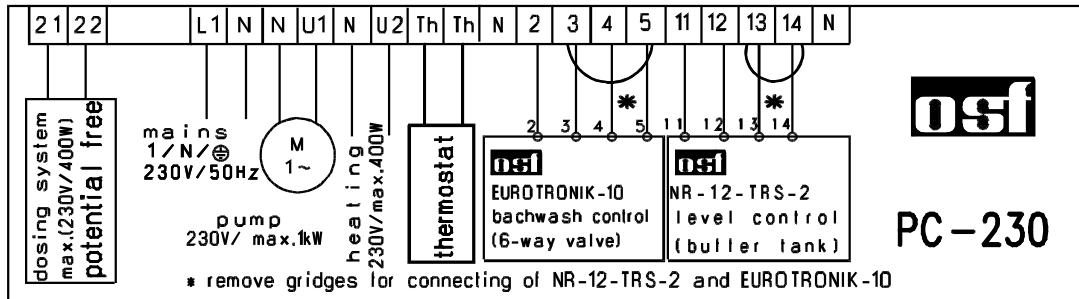 21 22 L1 N N U1 N U2 Th Th N 2 3 4 5 11 12 13 14 N
dosing system
max.(230V/400W)
potential free
mains
1/N/
230V/50Hz
M
1~
pump
230V/ max.1kW
heating
230V/max.400W
thermostat
* *
2 3 4 5
osf
EUROTRONIK-10
bachwash control
(6-way valve)
11 12 13 14
osf
NR-12-TRS-2
level control
(butter tank)
osf
PC-230
* remove gridges for connecting of NR-12-TRS-2 and EUROTRONIK-10